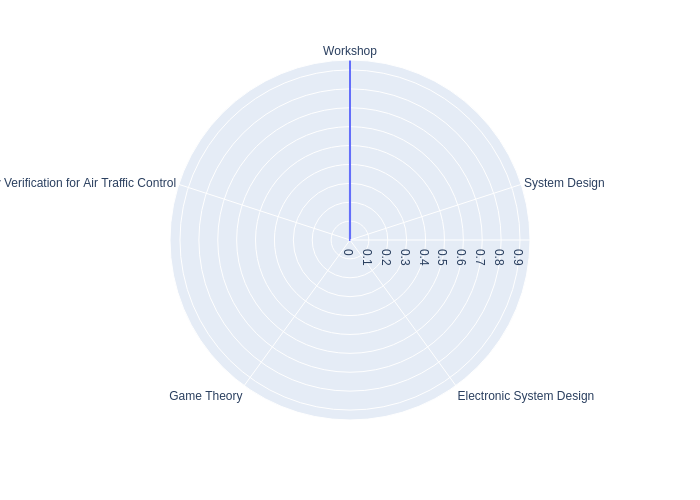 Workshop
Verification for Air Traffic Control
System Design
0
0.1
0.2
0.3
0.4
0.5
0.6
0.7
0.8
0.9
Game Theory
Electronic System Design